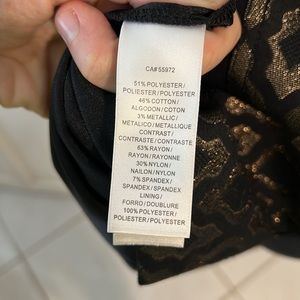 CA# 55972
51% POLYESTER /
POLIESTER / POLYESTER
46% COTTON /
ALGODON / COTON
3% METALLIC /
METÁLICO / METALLIQUE
CONTRAST /
CONTRASTE / CONTRASTE
63% RAYON /
RAYON / RAYONNE
30% NYLON /
NAILON / NYLON
7% SPANDEX /
SPANDEX / SPANDEX
LINING /
FORRO / DOUBLURE
100% POLYESTER /
POLIESTER / POLYESTER